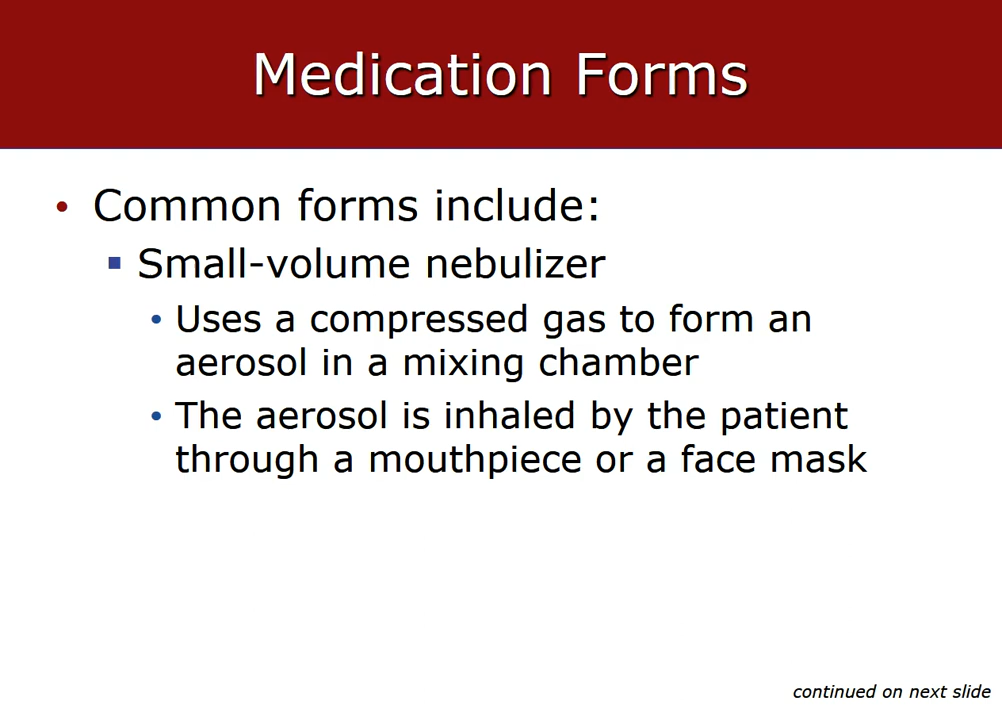 Medication Forms
• Common forms include:
▪ Small-volume nebulizer
• Uses a compressed gas to form an
aerosol in a mixing chamber
• The aerosol is inhaled by the patient
through a mouthpiece or a face mask
continued on next slide